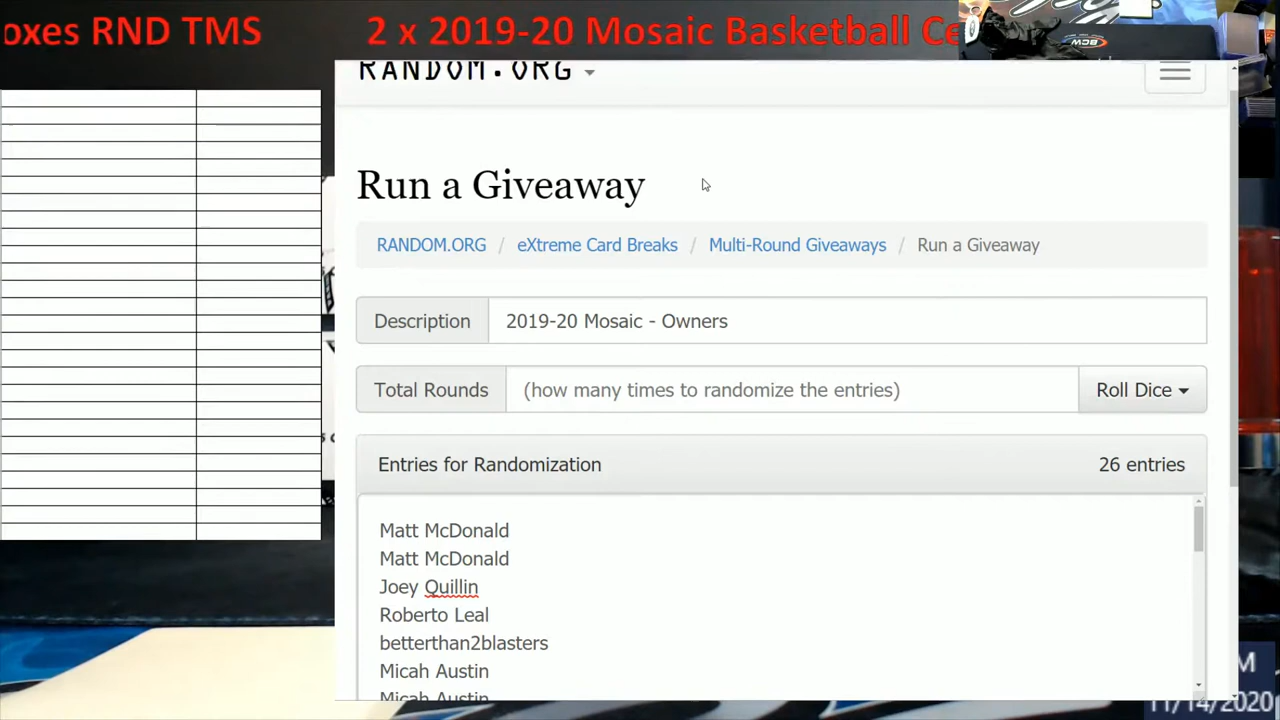 oxes RND TMS 2 x 2019-20 Mosaic Basketball Ce
BCW
RANDOM.ORG
Run a Giveaway
RANDOM.ORG / eXtreme Card Breaks / Multi-Round Giveaways / Run a Giveaway
Description 2019-20 Mosaic - Owners
Total Rounds (how many times to randomize the entries) Roll Dice
Entries for Randomization 26 entries
Matt McDonald
Matt McDonald
Joey Quillin
Roberto Leal
betterthan2blasters
Micah Austin
Micah Austin
M
11/14/2020